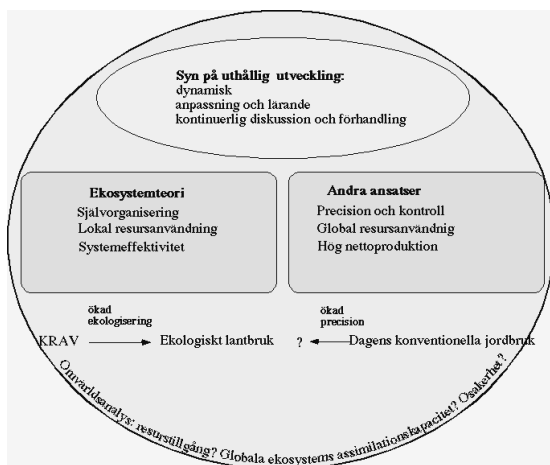 Syn på uthållig utveckling:
dynamisk
anpassning och lärande
kontinuerlig diskussion och förhandling
Ekosystemteori
Självorganisering
Lokal resursanvändning
Systemeffektivitet
Andra ansatser
Precision och kontroll
Global resursanvändnig
Hög nettoproduktion
ökad
ekologisering
KRAV
Ekologiskt lantbruk
ökad
precision
?
Dagens konventionella jordbruk
Omvärldsanalys: resurstillgång? Globala ekosystems assimilationskapacitet? Osäkerhet?